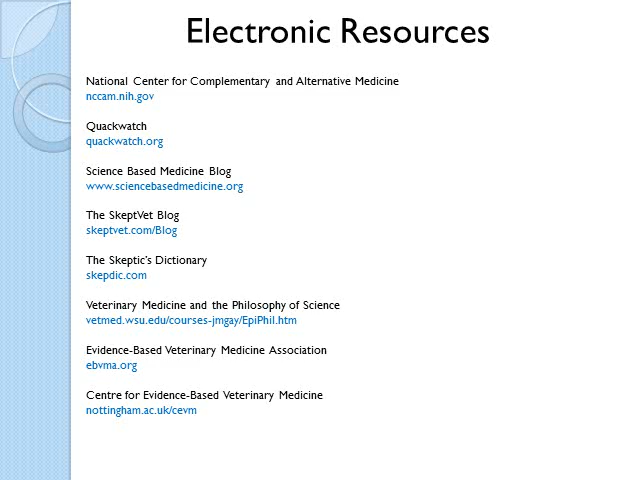 Electronic Resources
National Center for Complementary and Alternative Medicine
nccam.nih.gov
Quackwatch
quackwatch.org
Science Based Medicine Blog
www.sciencebasedmedicine.org
The SkeptVet Blog
skeptvet.com/Blog
The Skeptic's Dictionary
skepdic.com
Veterinary Medicine and the Philosophy of Science
vetmed.wsu.edu/courses-jmgay/EpiPhil.htm
Evidence-Based Veterinary Medicine Association
ebvma.org
Centre for Evidence-Based Veterinary Medicine
nottingham.ac.uk/cevm